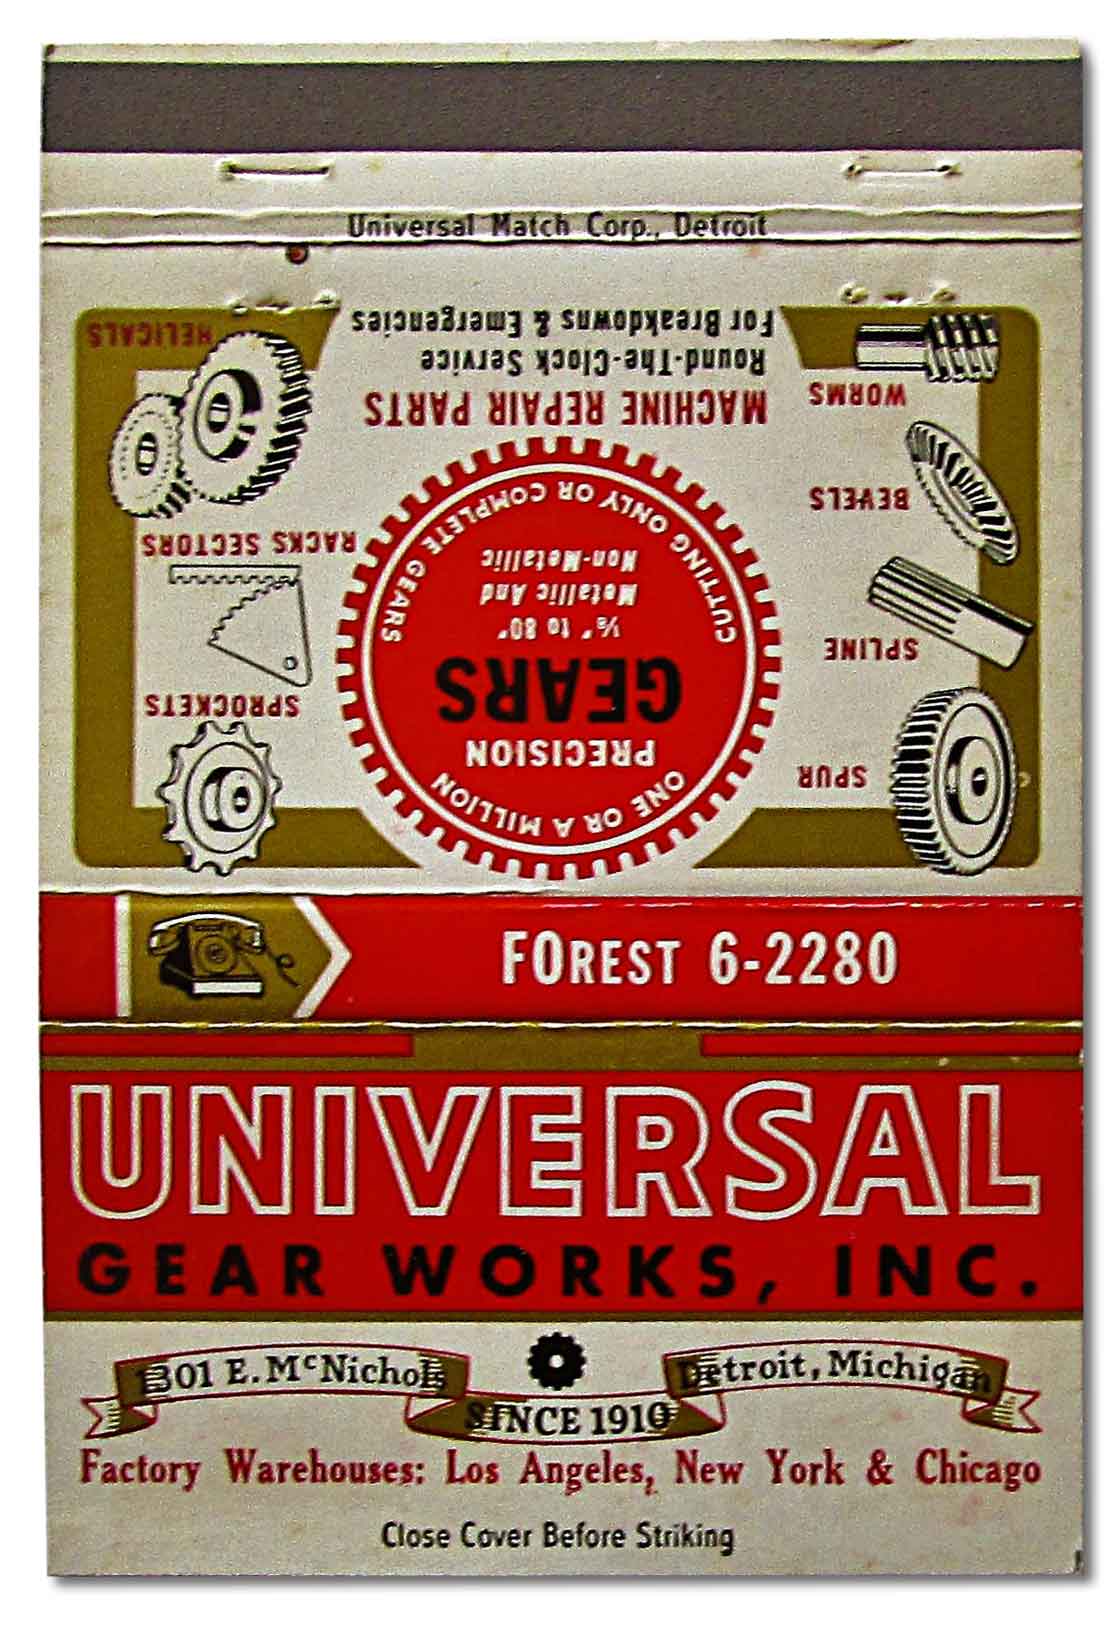 Universal Match Corp., Detroit
ONE OR A MILLION
PRECISION
GEARS
⅛" to 80"
Metallic And
Non-Metallic
CUTTING ONLY OR COMPLETE GEARS
MACHINE REPAIR PARTS
Round-The-Clock Service
For Breakdowns & Emergencies
SPUR
SPLINE
BEVELS
WORMS
SPROCKETS
RACKS SECTORS
HELICALS
FOREST 6-2280
UNIVERSAL
GEAR WORKS, INC.
1301 E. McNichols
Detroit, Michigan
SINCE 1910
Factory Warehouses: Los Angeles, New York & Chicago
Close Cover Before Striking